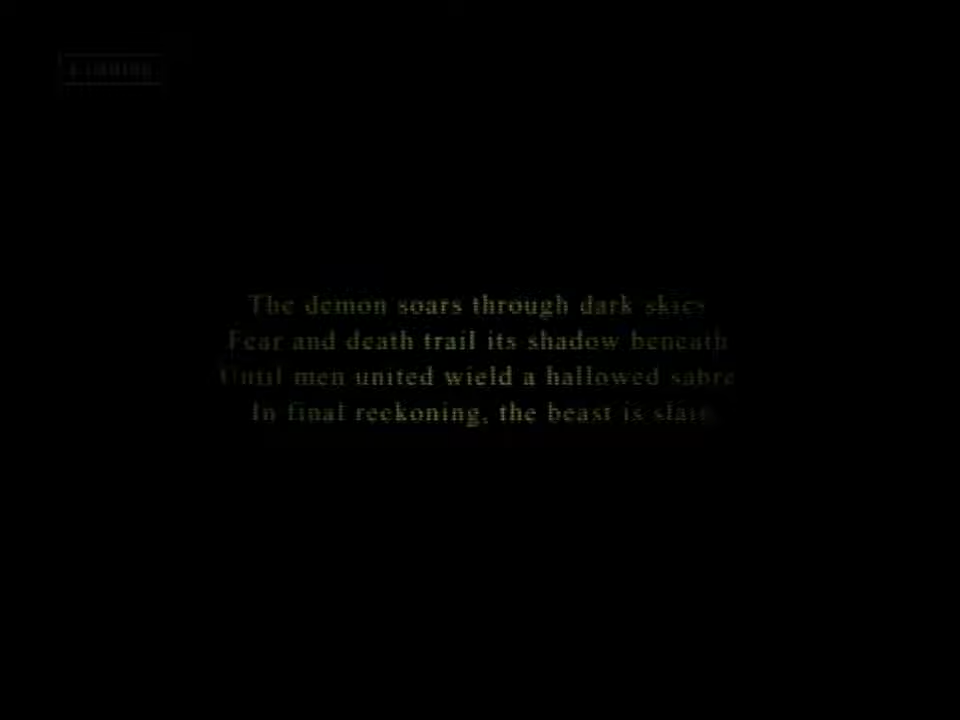 The demon soars through dark skies
Fear and death trail its shadow beneath
Until men united wield a hallowed sabre
In final reckoning, the beast is slain